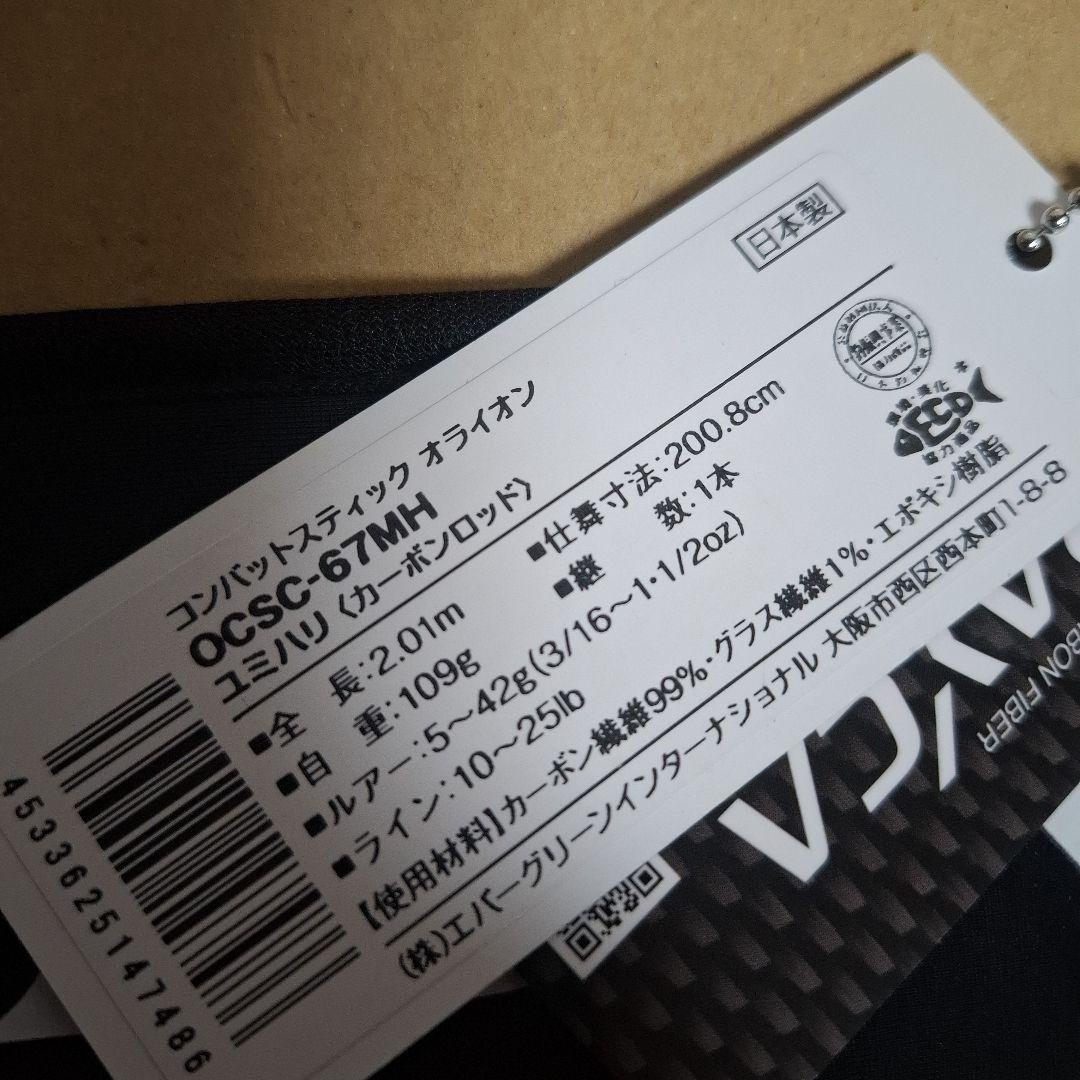 日本製
コンバットスティック オライオン
OCSC-67MH
ユミハリ〈カーボンロッド〉
■全 長:2.01m ■仕舞寸法:200.8cm
■自 重:109g ■継 数:1本
■ルアー:5～42g(3/16～1・1/2oz)
■ライン:10～25lb
【使用材料】カーボン繊維99%・グラス繊維1%・エポキシ樹脂
(株)エバーグリーンインターナショナル 大阪市西区西本町1-8-8
4533625147486
ECO
協力商品
BON FIBER